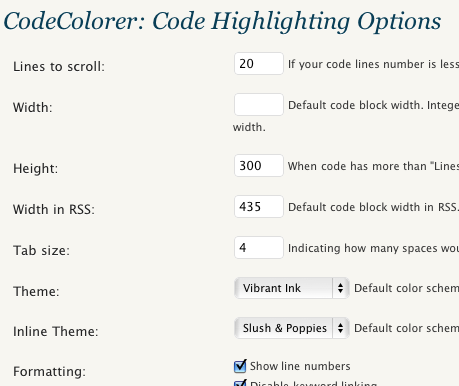 CodeColorer: Code Highlighting Options
Lines to scroll: 20 If your code lines number is less
Width: Default code block width. Intege
width.
Height: 300 When code has more than "Lines
Width in RSS: 435 Default code block width in RSS.
Tab size: 4 Indicating how many spaces wou
Theme: Vibrant Ink Default color schem
Inline Theme: Slush & Poppies Default color schem
Formatting: Show line numbers
Disable keyword linking